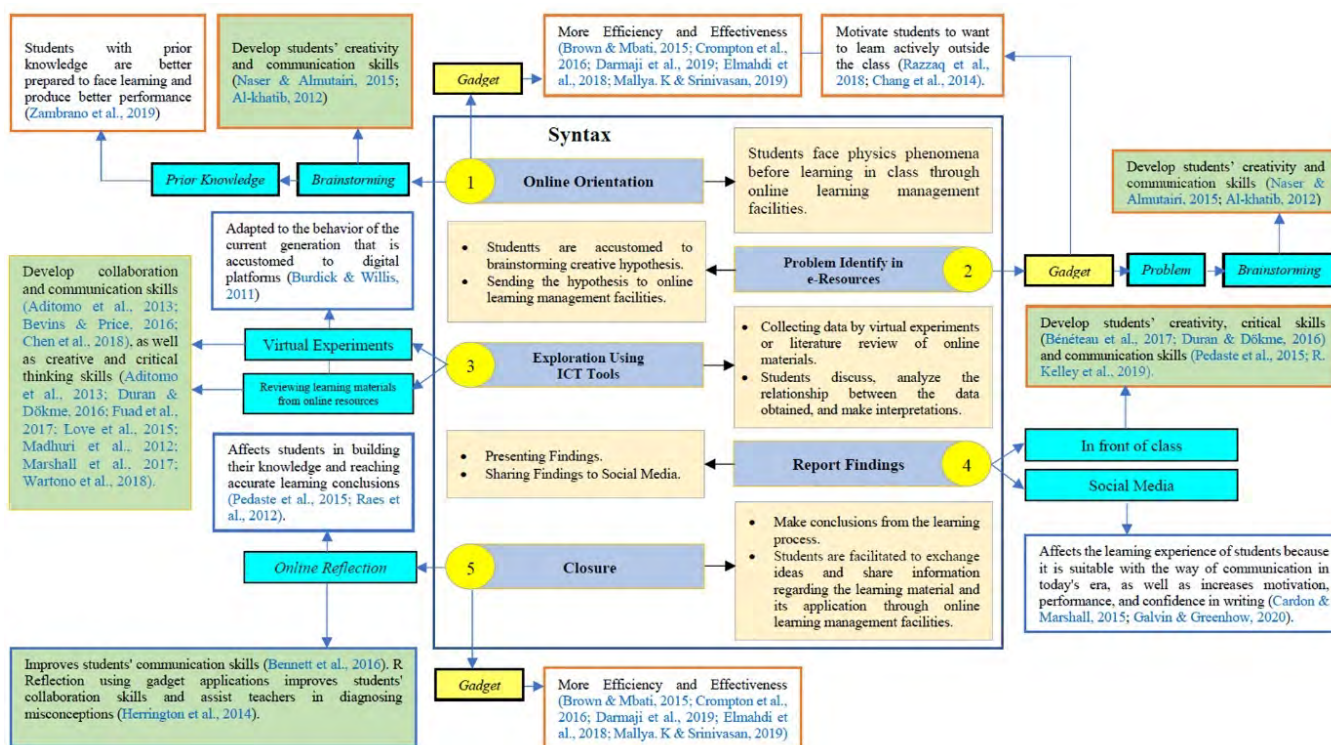 Students with prior
knowledge are better
prepared to face learning and
produce better performance
(Zambrano et al., 2019)
Develop students' creativity
and communication skills
(Naser & Almutairi, 2015;
Al-khatib, 2012)
Gadget
More Efficiency and Effectiveness
(Brown & Mbati, 2015; Crompton et al.,
2016; Darmaji et al., 2019; Elmahdi et
al., 2018; Mallya. K & Srinivasan, 2019)
Motivate students to want
to learn actively outside
the class (Razzaq et al.,
2018; Chang et al., 2014).
Syntax
Prior Knowledge
Brainstorming
1
Online Orientation
Students face physics phenomena
before learning in class through
online learning management
facilities.
Develop students' creativity
and communication skills (Naser &
Almutairi, 2015; Al-khatib, 2012)
Adapted to the behavior of the
current generation that is
accustomed to digital
platforms (Burdick & Willis,
2011)
• Studentts are accustomed to
brainstorming creative hypothesis.
• Sending the hypothesis to online
learning management facilities.
Problem Identify in
e-Resources
2
Gadget
Problem
Brainstorming
Develop collaboration
and communication skills
(Aditomo et al., 2013;
Bevins & Price, 2016;
Chen et al., 2018). as well
as creative and critical
thinking skills (Aditomo
et al., 2013; Duran &
Dökme, 2016; Fuad et al.,
2017; Love et al., 2015;
Madhuri et al., 2012;
Marshall et al., 2017;
Wartono et al., 2018).
Virtual Experiments
Reviewing learning materials
from online resources
3
Exploration Using
ICT Tools
• Collecting data by virtual experiments
or literature review of online
materials.
• Students discuss, analyze the
relationship between the data
obtained, and make interpretations.
Develop students' creativity, critical skills
(Bénéteau et al., 2017; Duran & Dökme, 2016)
and communication skills (Pedaste et al., 2015; R.
Kelley et al., 2019).
Affects students in building
their knowledge and reaching
accurate learning conclusions
(Pedaste et al., 2015; Raes et
al., 2012).
• Presenting Findings.
• Sharing Findings to Social Media.
Report Findings
4
In front of class
Social Media
Online Reflection
5
Closure
• Make conclusions from the learning
process.
• Students are facilitated to exchange
ideas and share information
regarding the learning material and
its application through online
learning management facilities.
Affects the learning experience of students because
it is suitable with the way of communication in
today's era, as well as increases motivation,
performance, and confidence in writing (Cardon &
Marshall, 2015; Galvin & Greenhow, 2020).
Improves students' communication skills (Bennett et al., 2016). R
Reflection using gadget applications improves students'
collaboration skills and assist teachers in diagnosing
misconceptions (Herrington et al., 2014).
Gadget
More Efficiency and Effectiveness
(Brown & Mbati, 2015; Crompton et al.,
2016; Darmaji et al., 2019; Elmahdi et
al., 2018; Mallya. K & Srinivasan, 2019)